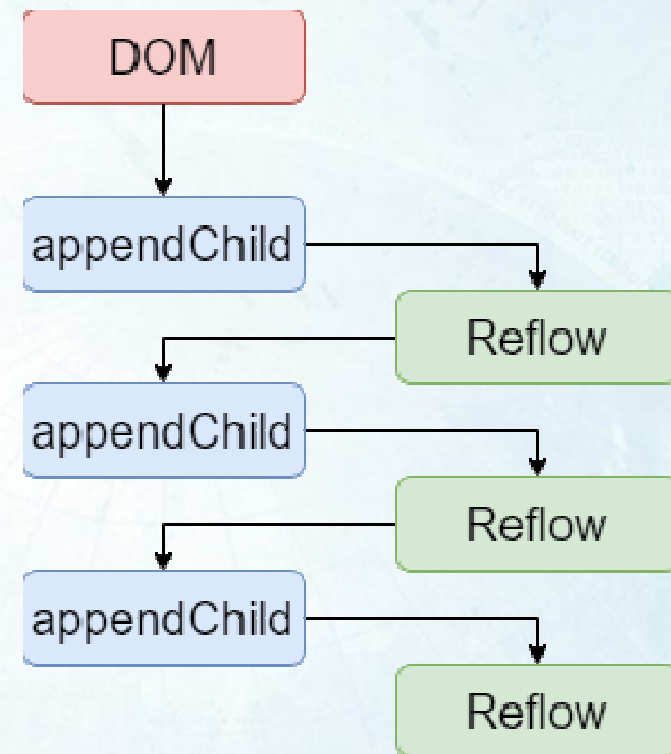 DOM
appendChild
Reflow
appendChild
Reflow
appendChild
Reflow